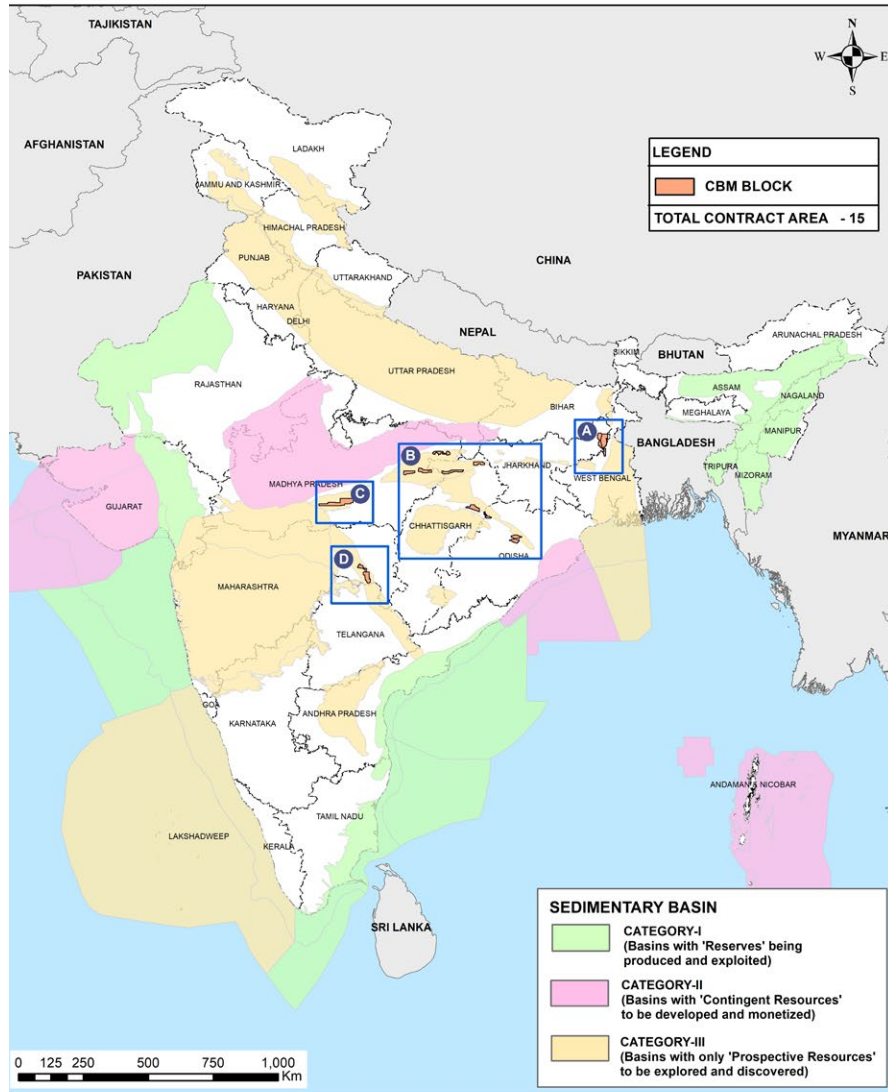 TAJIKISTAN
N
W
E
S
AFGHANISTAN
LADAKH
LEGEND
CBM BLOCK
TOTAL CONTRACT AREA - 15
JAMMU AND KASHMIR
HIMACHAL PRADESH
PUNJAB
CHINA
PAKISTAN
UTTARAKHAND
HARYANA
DELHI
NEPAL
ARUNACHAL PRADESH
SIKKIM
BHUTAN
UTTAR PRADESH
RAJASTHAN
ASSAM
NAGALAND
BIHAR
MEGHALAYA
A
MANIPUR
BANGLADESH
B
JHARKHAND
TRIPURA
MIZORAM
WEST BENGAL
MADHYA PRADESH
C
GUJARAT
CHHATTISGARH
MYANMAR
D
ODISHA
MAHARASHTRA
TELANGANA
GOA
ANDHRA PRADESH
KARNATAKA
ANDAMAN & NICOBAR
TAMIL NADU
LAKSHADWEEP
KERALA
SRI LANKA
SEDIMENTARY BASIN
CATEGORY-I
(Basins with 'Reserves' being
produced and exploited)
CATEGORY-II
(Basins with 'Contingent Resources'
to be developed and monetized)
CATEGORY-III
(Basins with only 'Prospective Resources'
to be explored and discovered)
0 125 250 500 750 1,000
Km